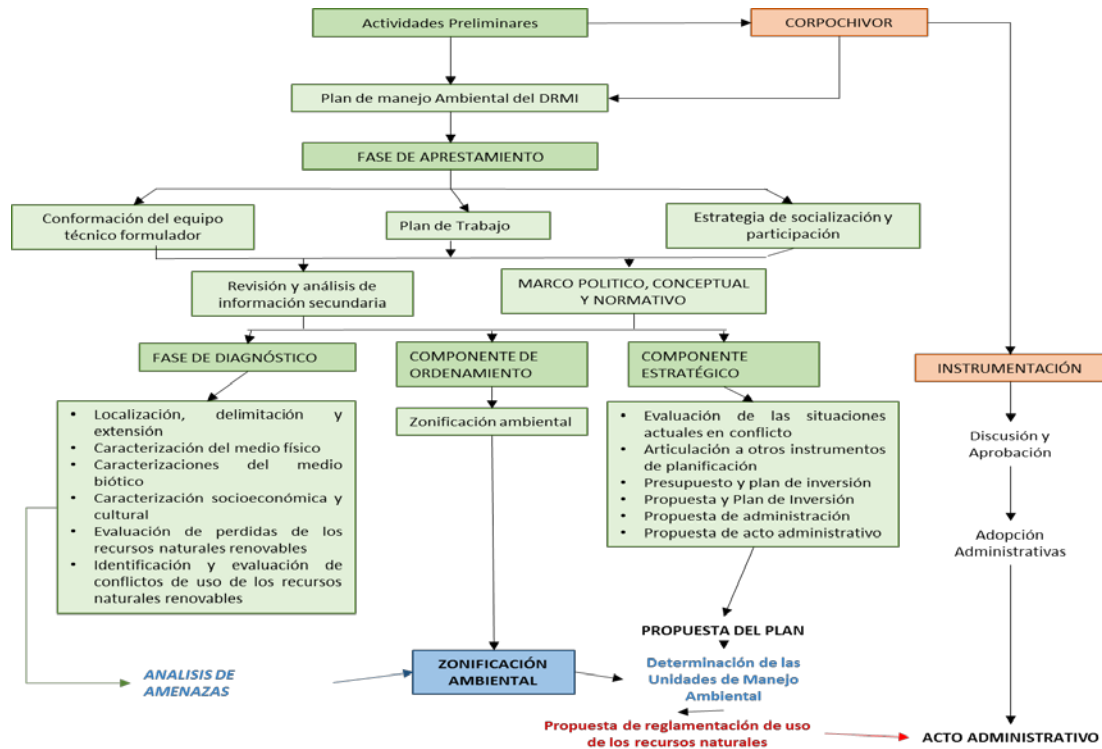 Actividades Preliminares
CORPOCHIVOR
Plan de manejo Ambiental del DRMI
FASE DE APRESTAMIENTO
Conformación del equipo
técnico formulador
Plan de Trabajo
Estrategia de socialización y
participación
Revisión y análisis de
información secundaria
MARCO POLITICO, CONCEPTUAL
Y NORMATIVO
FASE DE DIAGNÓSTICO
COMPONENTE DE
ORDENAMIENTO
COMPONENTE
ESTRATÉGICO
INSTRUMENTACIÓN
• Localización, delimitación y
extensión
• Caracterización del medio físico
• Caracterizaciones del medio
biótico
• Caracterización socioeconómica y
cultural
• Evaluación de perdidas de los
recursos naturales renovables
• Identificación y evaluación de
conflictos de uso de los recursos
naturales renovables
Zonificación ambiental
• Evaluación de las situaciones
actuales en conflicto
• Articulación a otros instrumentos
de planificación
• Presupuesto y plan de inversión
• Propuesta y Plan de Inversión
• Propuesta de administración
• Propuesta de acto administrativo
Discusión y
Aprobación
Adopción
Administrativas
PROPUESTA DEL PLAN
ANALISIS DE
AMENAZAS
ZONIFICACIÓN
AMBIENTAL
Determinación de las
Unidades de Manejo
Ambiental
Propuesta de reglamentación de uso
de los recursos naturales
ACTO ADMINISTRATIVO